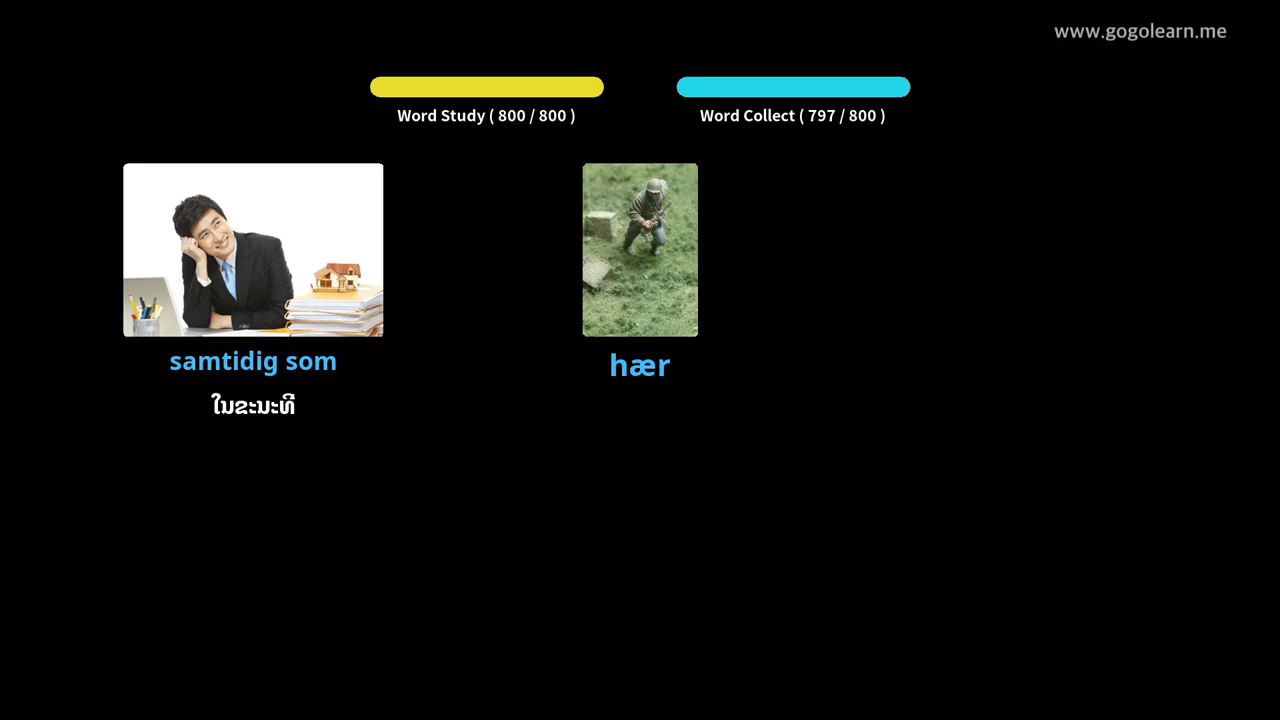 www.gogolearn.me
Word Study ( 800 / 800 )
Word Collect ( 797 / 800 )
samtidig som
ໃນຂະນະທີ
hær